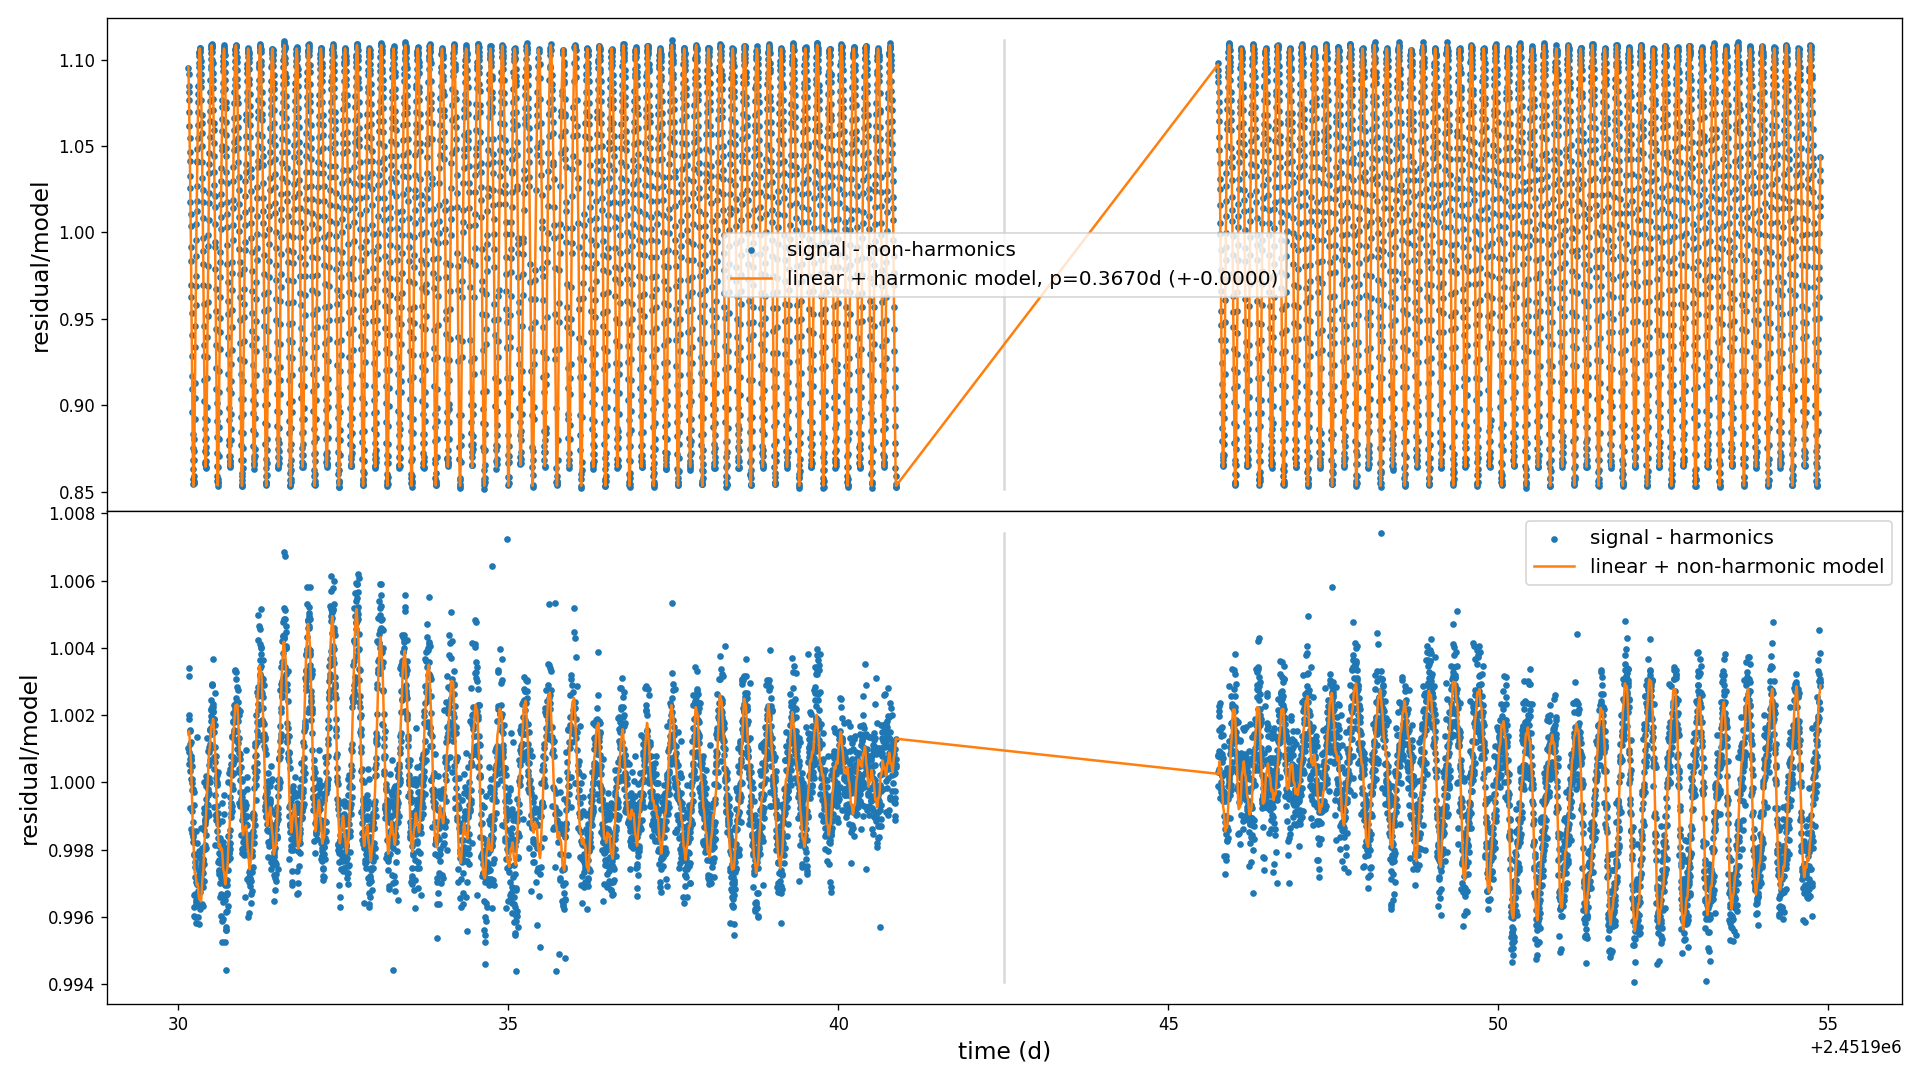 1.10
1.05
1.00
0.95
0.90
0.85
residual/model
signal - non-harmonics
linear + harmonic model, p=0.3670d (+-0.0000)
1.008
1.006
1.004
1.002
1.000
0.998
0.996
0.994
residual/model
signal - harmonics
linear + non-harmonic model
30
35
40
45
50
55
time (d)
+2.4519e6